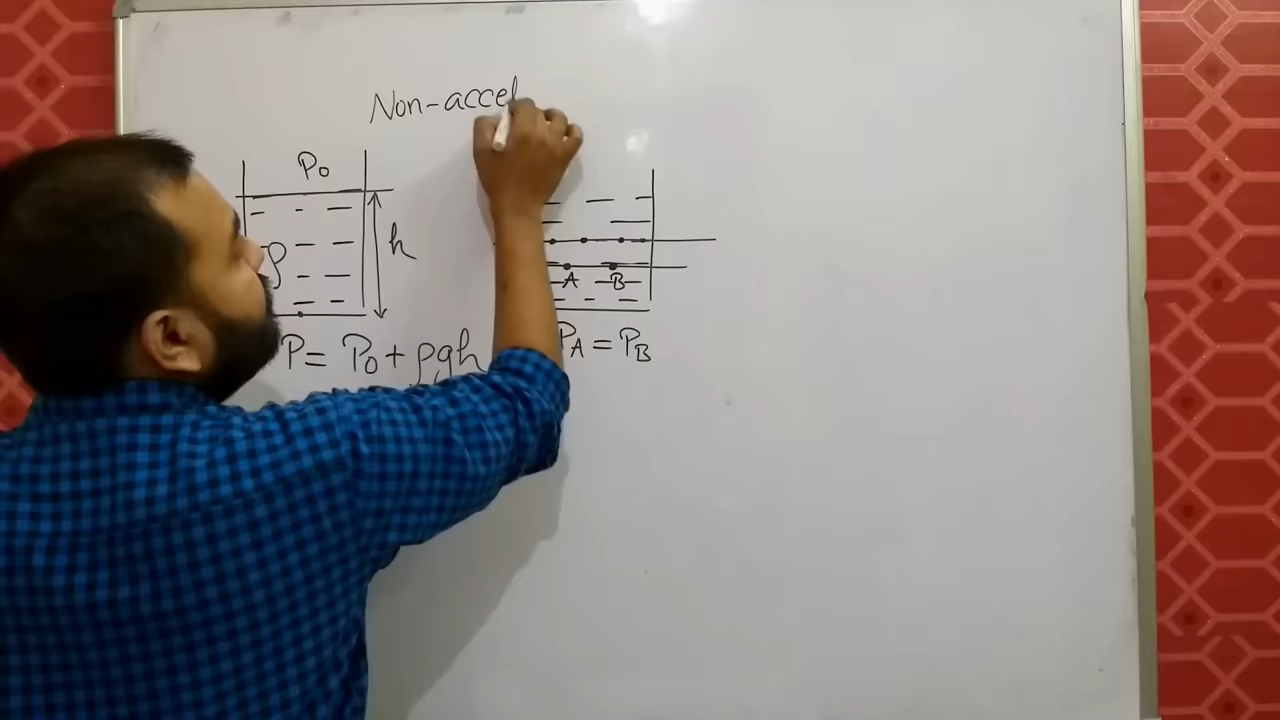 Non-accel
P₀
h
ρ
A B
P = P₀ + ρgh
P_A = P_B